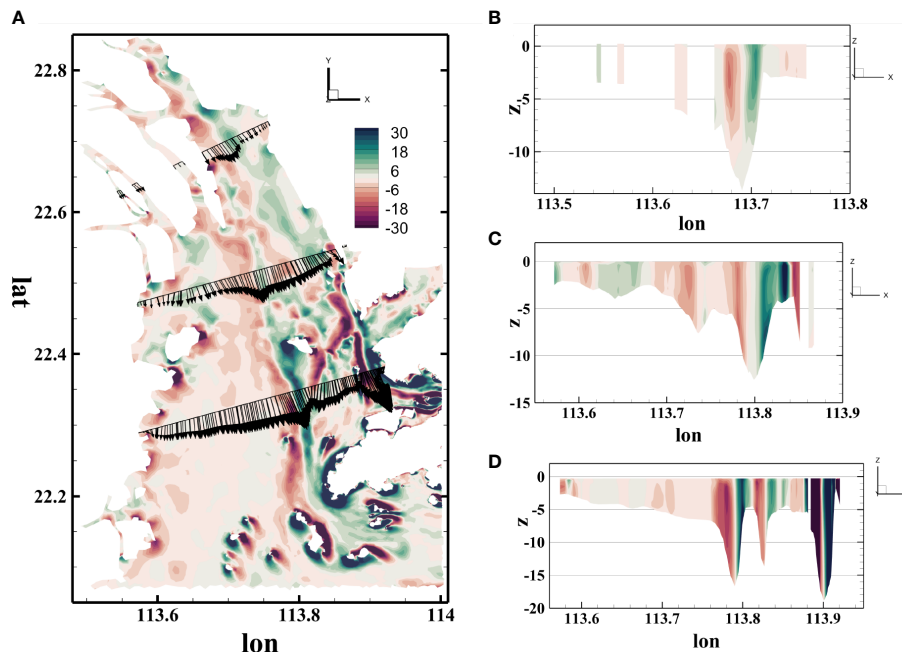 A
22.8
22.6
22.4
22.2
lat
113.6
113.8
114
lon
Y
X
30
18
6
-6
-18
-30
B
0
-5
-10
z
113.5
113.6
113.7
113.8
lon
Z
X
C
0
-5
-10
-15
z
113.6
113.7
113.8
113.9
lon
Z
X
D
0
-5
-10
-15
-20
z
113.6
113.7
113.8
113.9
lon
Z